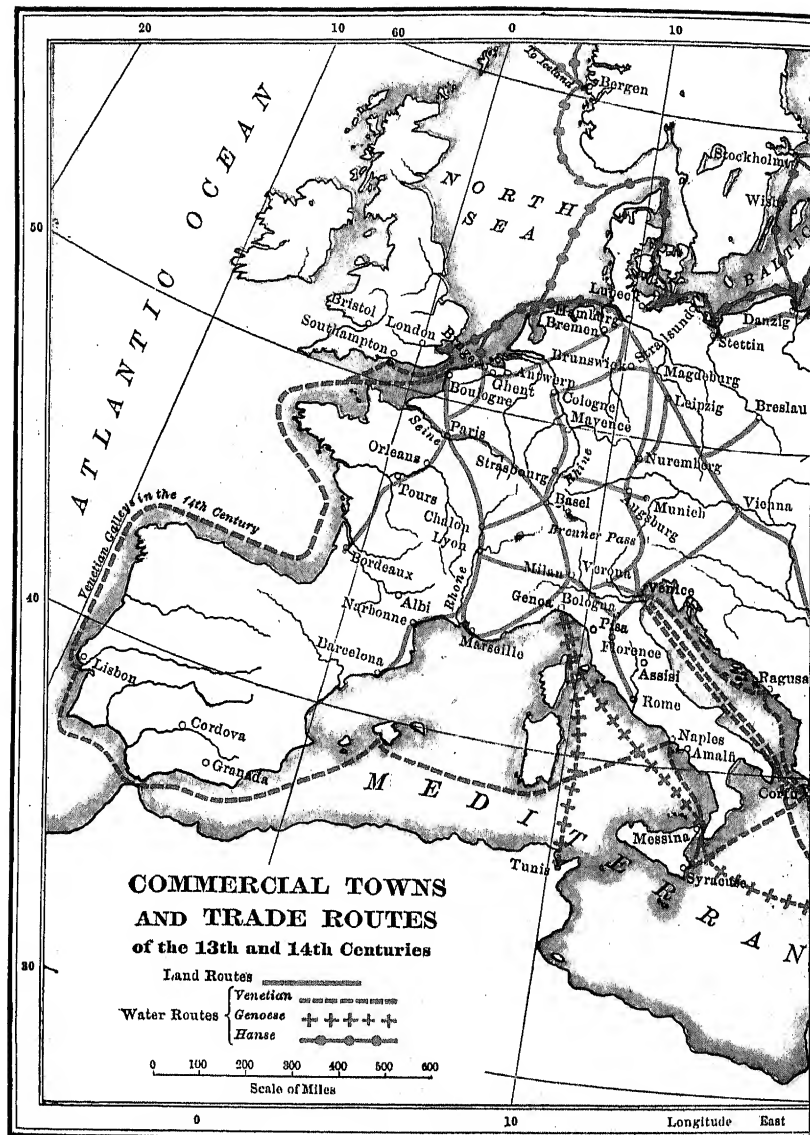 20
10
60
0
10
To Iceland
Bergen
ATLANTIC OCEAN
NORTH
SEA
Stockholm
Wisby
BALTIC
50
Lubeck
Bristol
London
Southampton
Bruges
Hamburg
Bremen
Stralsund
Danzig
Stettin
Brunswick
Antwerp
Ghent
Boulogne
Magdeburg
Cologne
Leipzig
Breslau
Mayence
Seine
Paris
Orleans
Strasbourg
Rhine
Nuremberg
Tours
Basel
Munich
Augsburg
Vienna
Venetian Galleys in the 14th Century
Chalon
Brenner Pass
Lyon
Bordeaux
Milan
Verona
Venice
40
Rhone
Genoa
Bologna
Albi
Narbonne
Pisa
Florence
Marseille
Barcelona
Assisi
Lisbon
Ragusa
Rome
Cordova
Naples
Amalfi
Granada
Corfu
MEDITERRAN
Messina
Tunis
Syracuse
COMMERCIAL TOWNS
AND TRADE ROUTES
of the 13th and 14th Centuries
Land Routes
Water Routes
Venetian
Genoese
Hanse
30
0 100 200 300 400 500 600
Scale of Miles
0
10
Longitude East